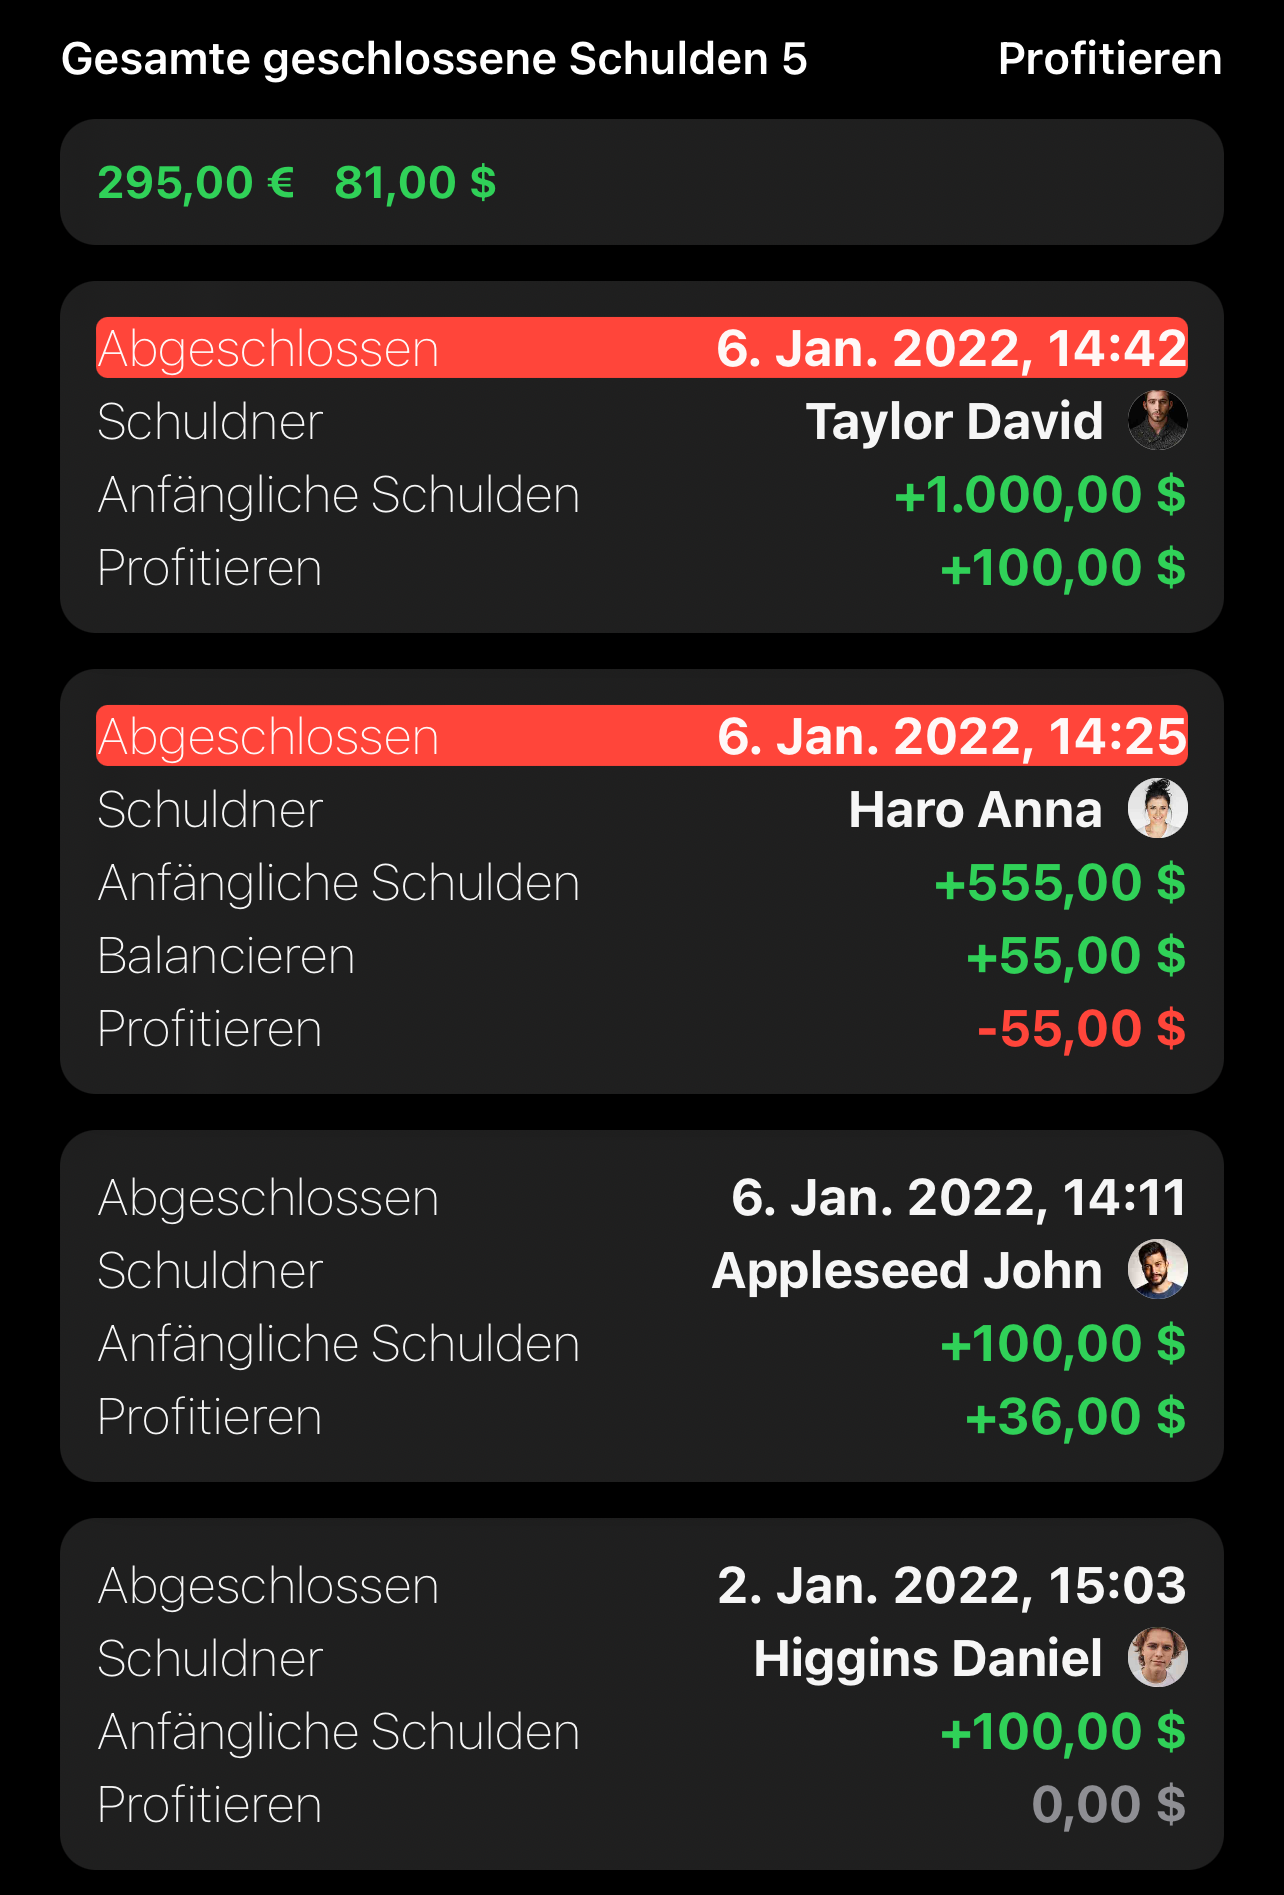 Gesamte geschlossene Schulden 5 Profitieren
295,00 € 81,00 $
Abgeschlossen 6. Jan. 2022, 14:42
Schuldner Taylor David
Anfängliche Schulden +1.000,00 $
Profitieren +100,00 $
Abgeschlossen 6. Jan. 2022, 14:25
Schuldner Haro Anna
Anfängliche Schulden +555,00 $
Balancieren +55,00 $
Profitieren -55,00 $
Abgeschlossen 6. Jan. 2022, 14:11
Schuldner Appleseed John
Anfängliche Schulden +100,00 $
Profitieren +36,00 $
Abgeschlossen 2. Jan. 2022, 15:03
Schuldner Higgins Daniel
Anfängliche Schulden +100,00 $
Profitieren 0,00 $